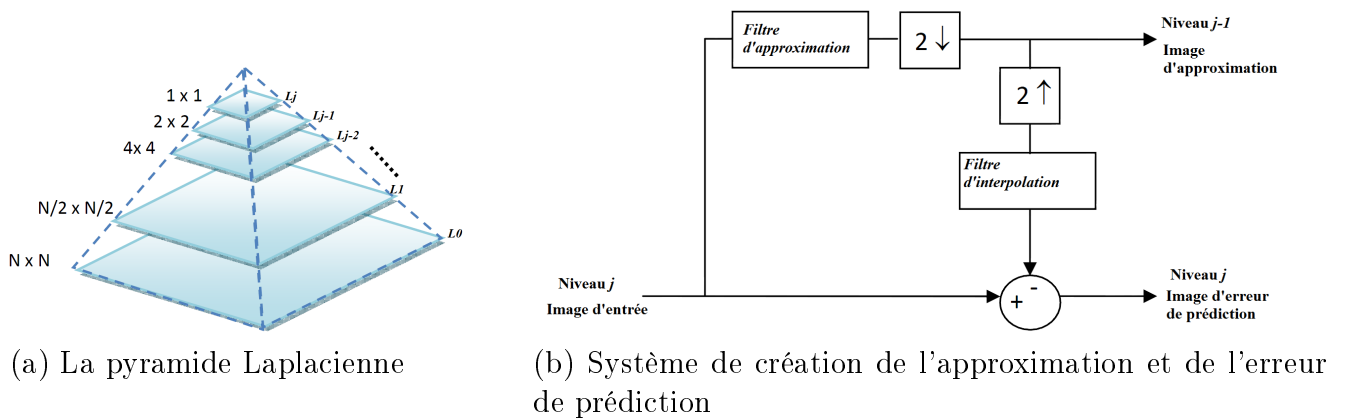 1 x 1
Lj
2 x 2
Lj-1
4x 4
Lj-2
L1
N/2 x N/2
L0
N x N
(a) La pyramide Laplacienne
Filtre
d'approximation
2 ↓
Niveau j-1
Image
d'approximation
2 ↑
Filtre
d'interpolation
Niveau j
Image d'entrée
+
-
Niveau j
Image d'erreur
de prédiction
(b) Système de création de l'approximation et de l'erreur
de prédiction